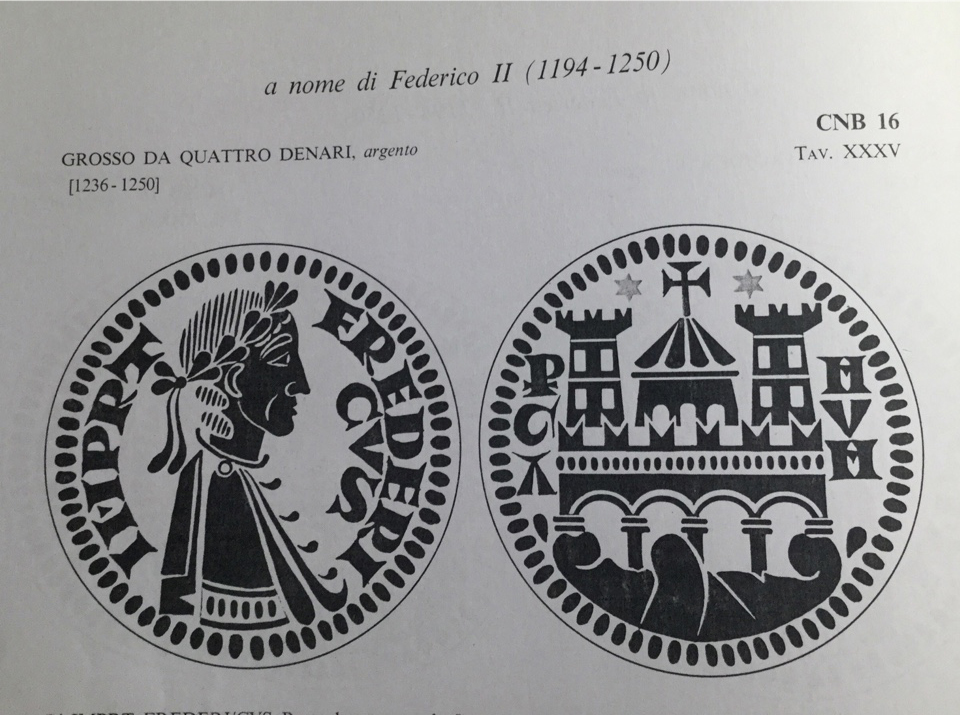 a nome di Federico II (1194-1250)
CNB 16
GROSSO DA QUATTRO DENARI, argento
TAV. XXXV
[1236-1250]
IMPRT
FREDERI
CVS